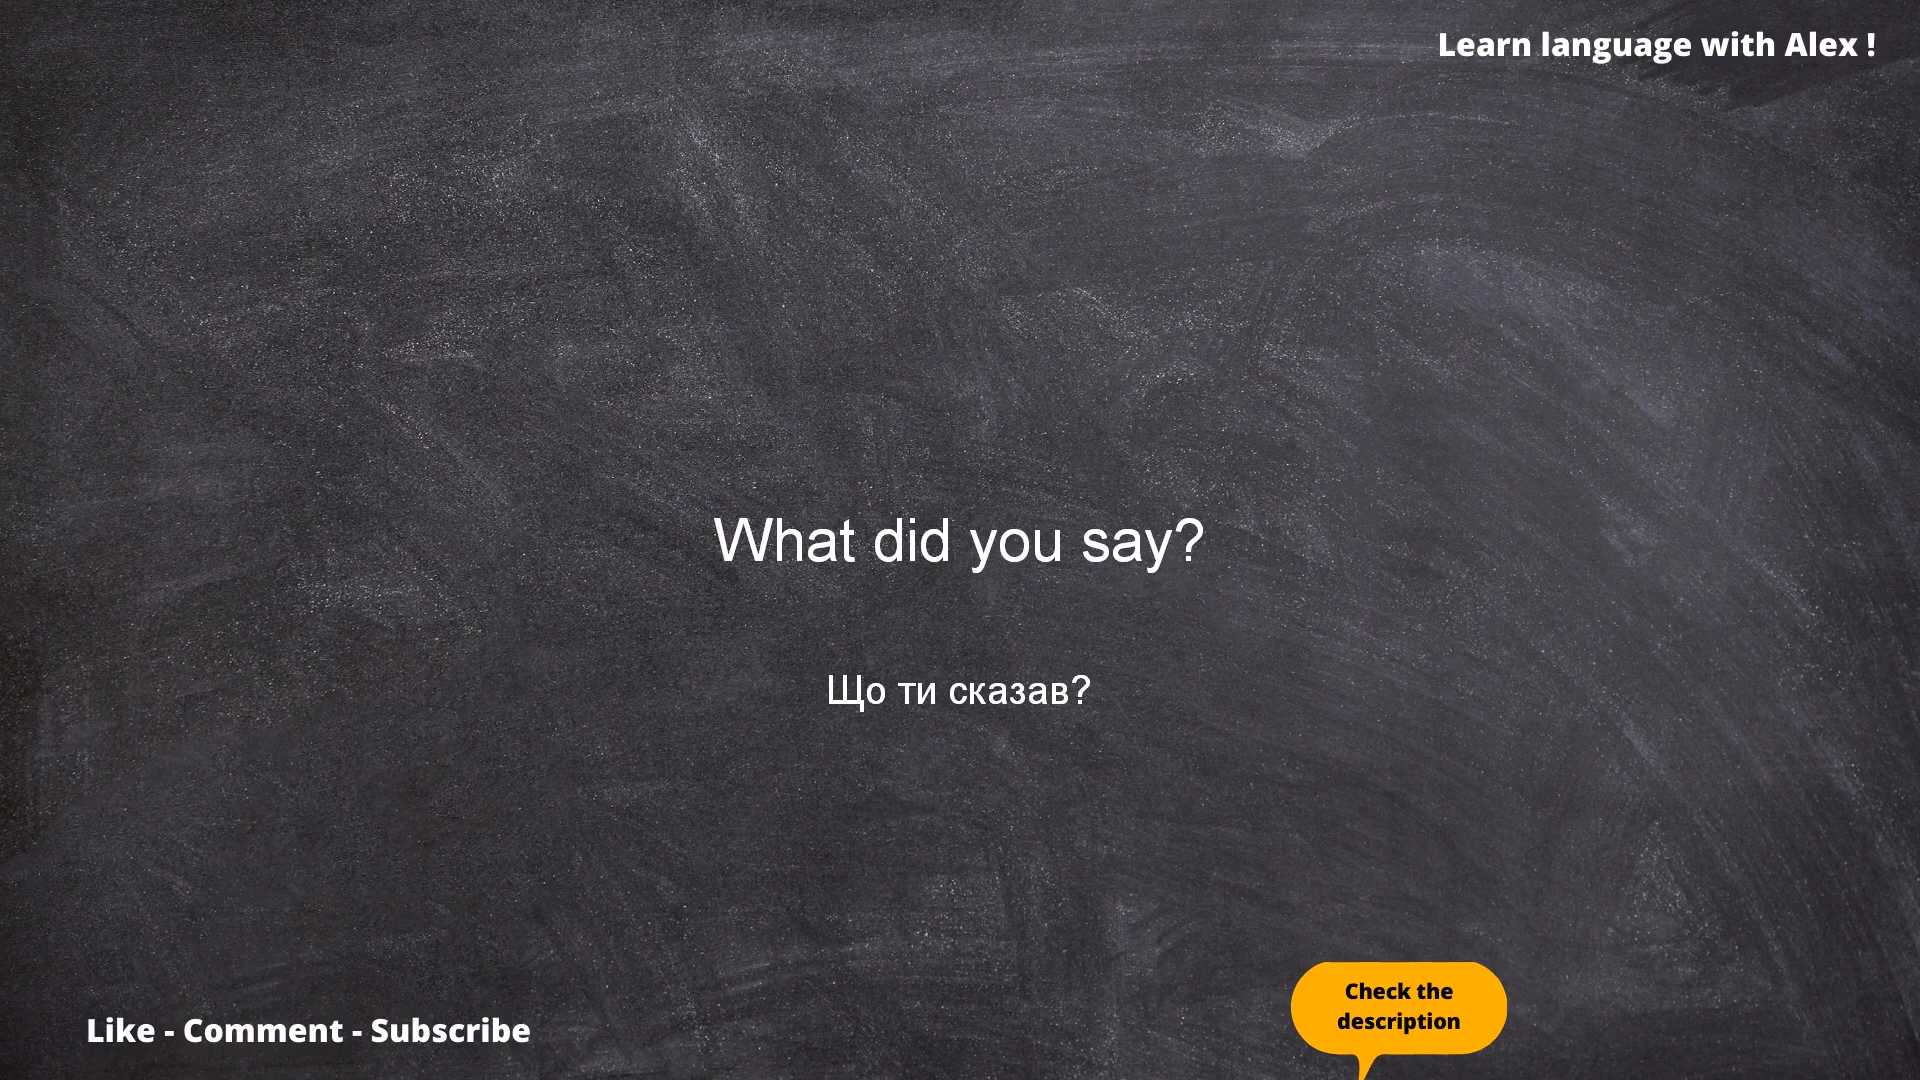 Learn language with Alex !
What did you say?
Що ти сказав?
Check the
description
Like - Comment - Subscribe